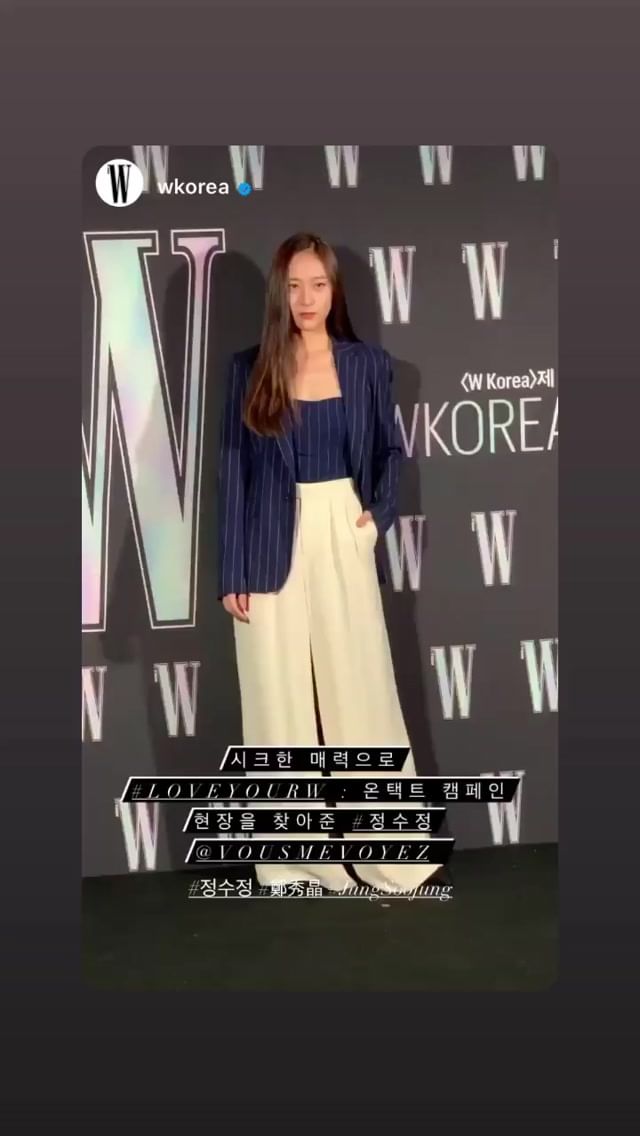 W wkorea
W W W W W
W W W
〈W Korea〉제
WKOREA
W W
W W W W
시크한 매력으로
#LOVEYOURW : 온택트 캠페인
현장을 찾아준 #정수정
@VOUSMEVOYEZ
W W
#정수정 #鄭秀晶 #JungSooJung